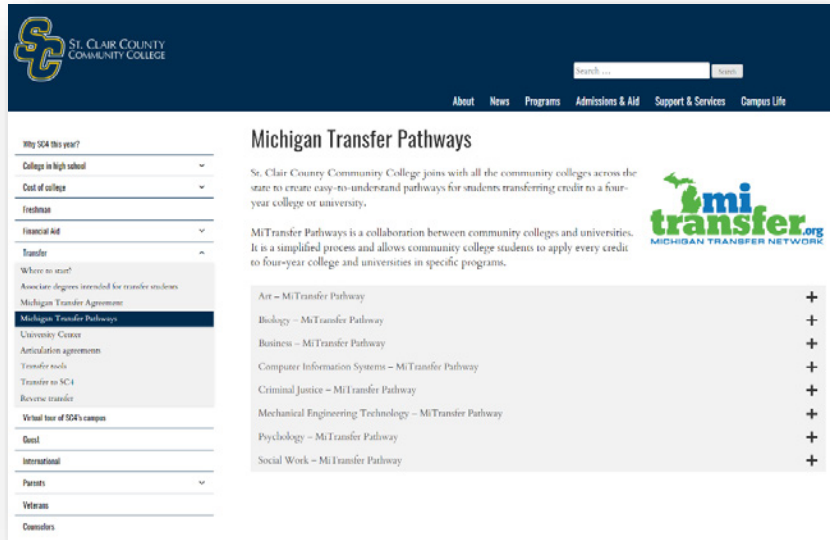 ST. CLAIR COUNTY
COMMUNITY COLLEGE
Search ...
Search
About News Programs Admissions & Aid Support & Services Campus Life
Why SC4 this year?
College in high school
Cost of college
Freshman
Financial Aid
Transfer
Where to start?
Associate degrees intended for transfer students
Michigan Transfer Agreement
Michigan Transfer Pathways
University Center
Articulation agreements
Transfer tools
Transfer to SC4
Reverse transfer
Virtual tour of SC4's campus
Guest
International
Parents
Veterans
Counselors
Michigan Transfer Pathways
St. Clair County Community College joins with all the community colleges across the
state to create easy-to-understand pathways for students transferring credit to a four-
year college or university.
MiTransfer Pathways is a collaboration between community colleges and universities.
It is a simplified process and allows community college students to apply every credit
to four-year college and universities in specific programs.
mi
transfer.org
MICHIGAN TRANSFER NETWORK
Art – MiTransfer Pathway
Biology – MiTransfer Pathway
Business – MiTransfer Pathway
Computer Information Systems – MiTransfer Pathway
Criminal Justice – MiTransfer Pathway
Mechanical Engineering Technology – MiTransfer Pathway
Psychology – MiTransfer Pathway
Social Work – MiTransfer Pathway